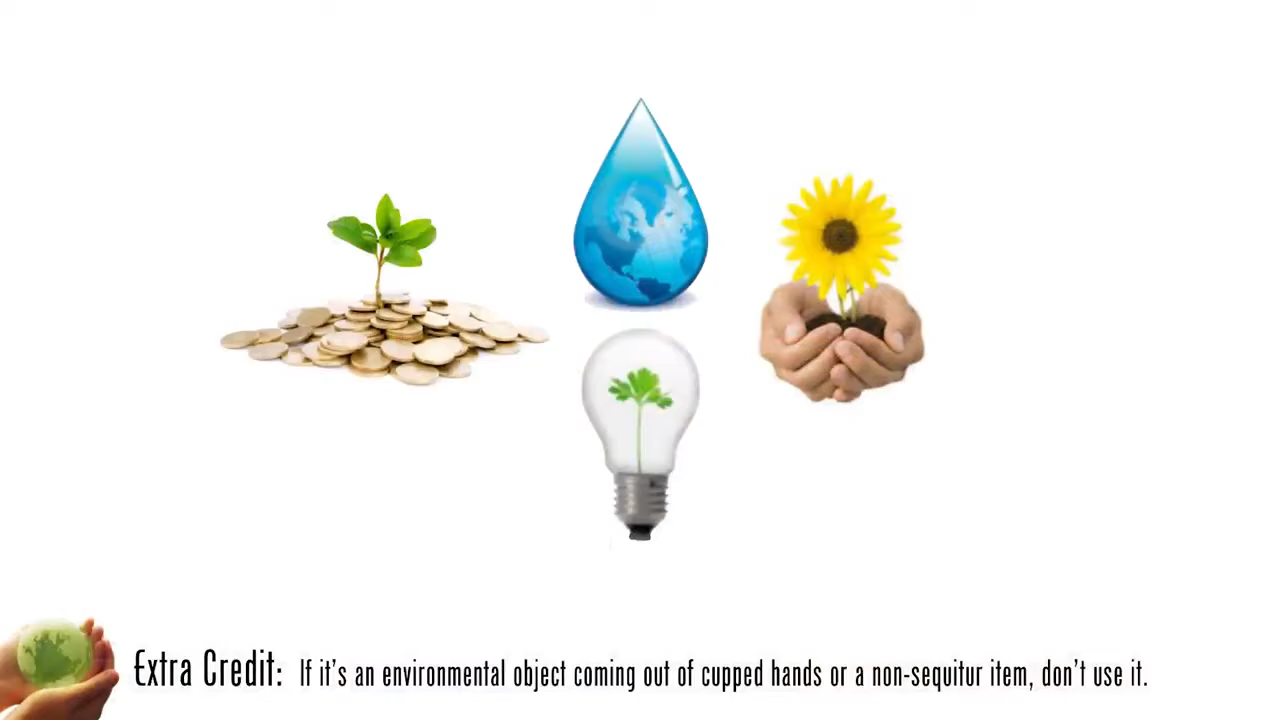 Extra Credit: If it's an environmental object coming out of cupped hands or a non-sequitur item, don't use it.